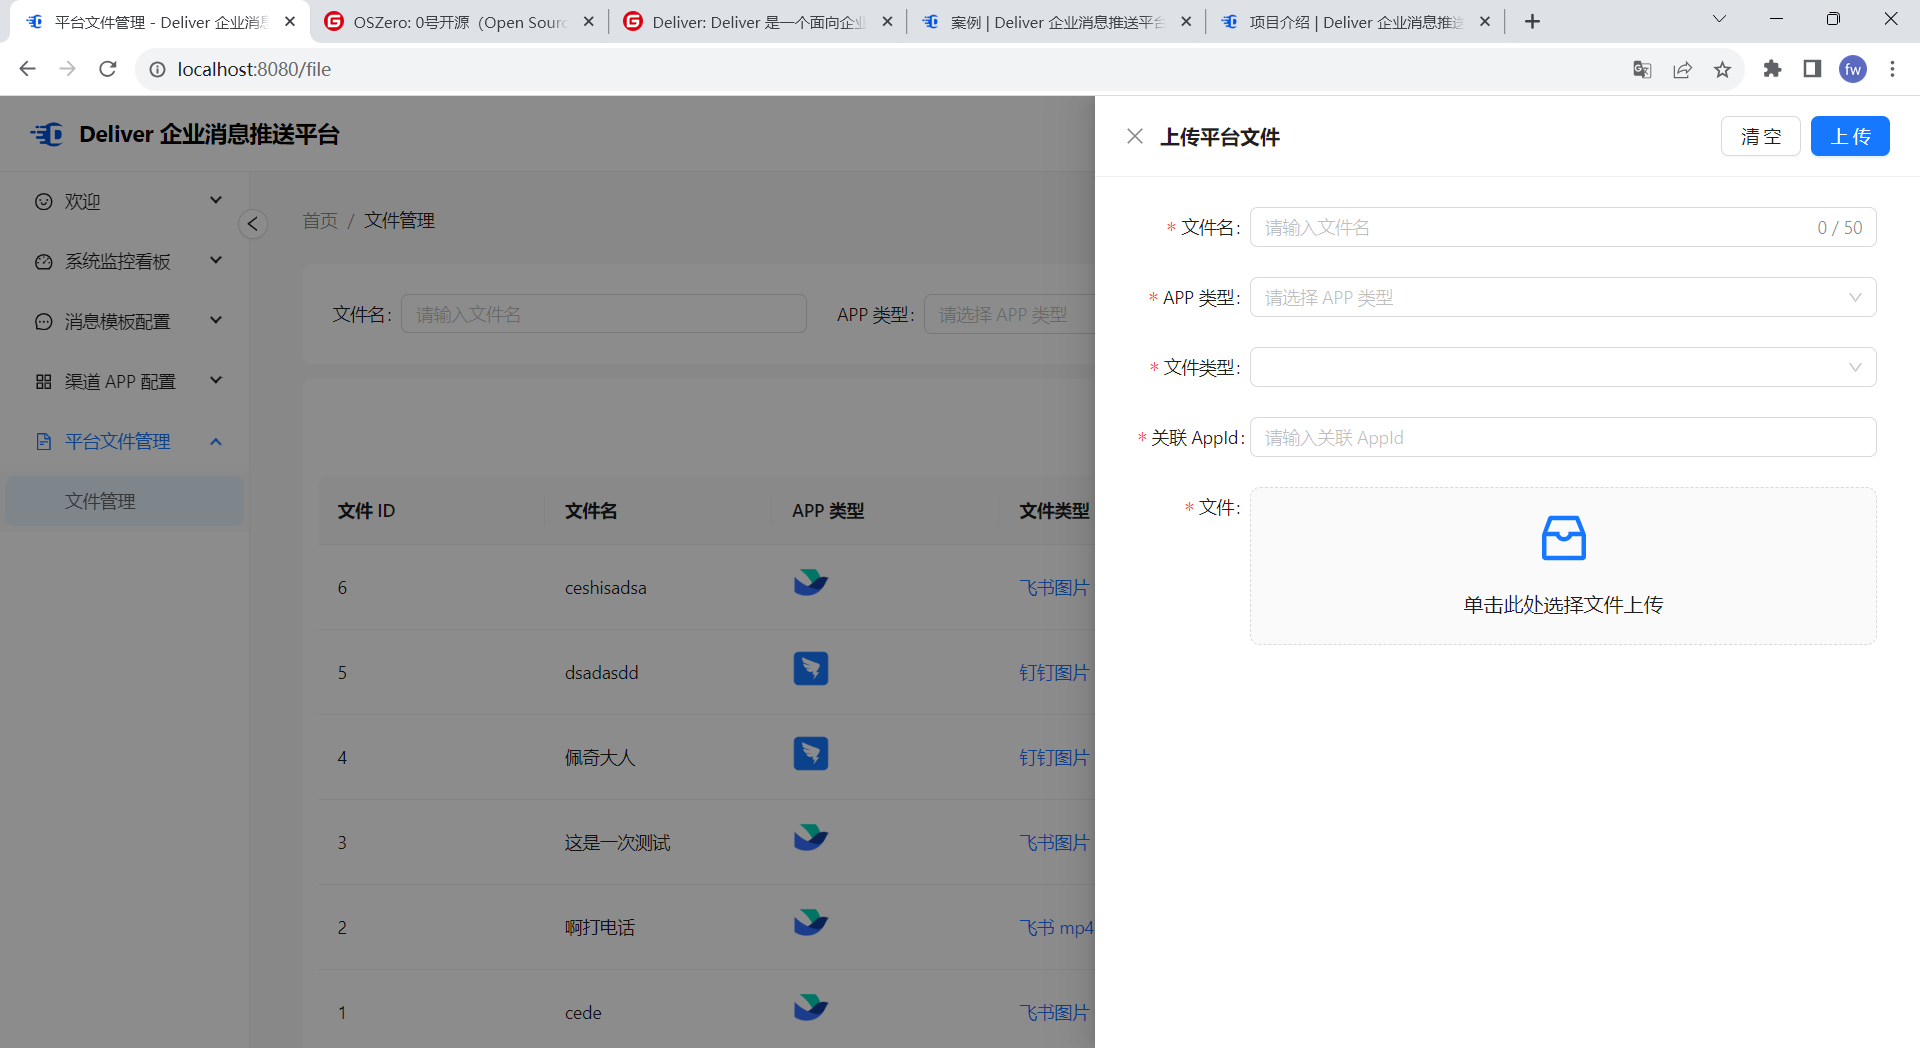 平台文件管理 - Deliver 企业消息
OSZero: 0号开源（Open Sourc
Deliver: Deliver 是一个面向企业
案例 | Deliver 企业消息推送平台
项目介绍 | Deliver 企业消息推送
localhost:8080/file
fw
Deliver 企业消息推送平台
欢迎
系统监控看板
消息模板配置
渠道 APP 配置
平台文件管理
文件管理
首页 / 文件管理
文件名: 请输入文件名 APP 类型: 请选择 APP 类型
文件 ID 文件名 APP 类型 文件类型
6 ceshisadsa 飞书图片
5 dsadasdd 钉钉图片
4 佩奇大人 钉钉图片
3 这是一次测试 飞书图片
2 啊打电话 飞书 mp4
1 cede 飞书图片
上传平台文件 清空 上传
* 文件名: 请输入文件名 0 / 50
* APP 类型: 请选择 APP 类型
* 文件类型:
* 关联 AppId: 请输入关联 AppId
* 文件:
单击此处选择文件上传